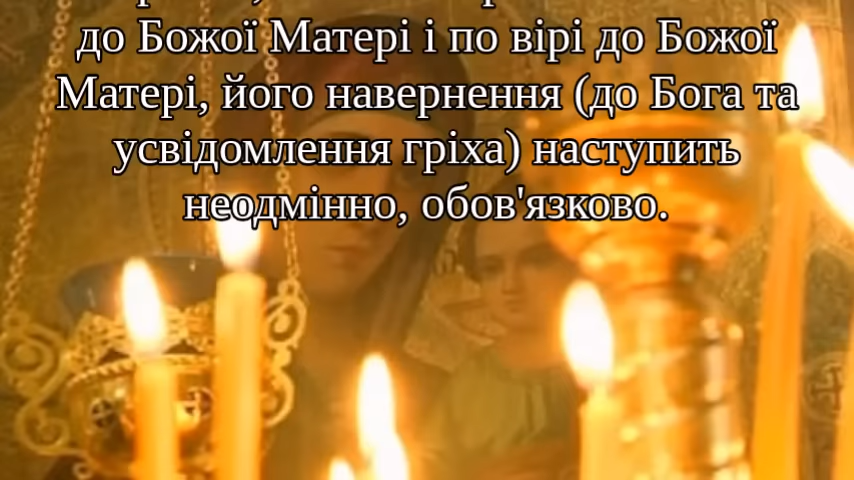 до Божої Матері і по вірі до Божої
Матері, його навернення (до Бога та
усвідомлення гріха) наступить
неодмінно, обов'язково.